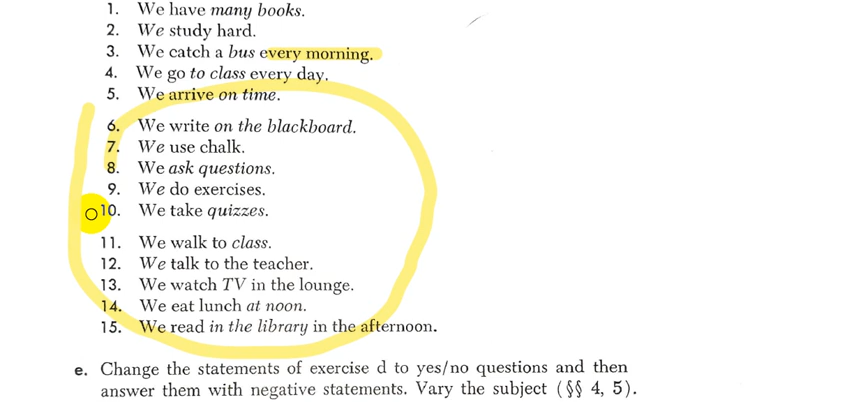 1. We have many books.
2. We study hard.
3. We catch a bus every morning.
4. We go to class every day.
5. We arrive on time.
6. We write on the blackboard.
7. We use chalk.
8. We ask questions.
9. We do exercises.
10. We take quizzes.
11. We walk to class.
12. We talk to the teacher.
13. We watch TV in the lounge.
14. We eat lunch at noon.
15. We read in the library in the afternoon.
e. Change the statements of exercise d to yes/no questions and then
answer them with negative statements. Vary the subject (§§ 4, 5).